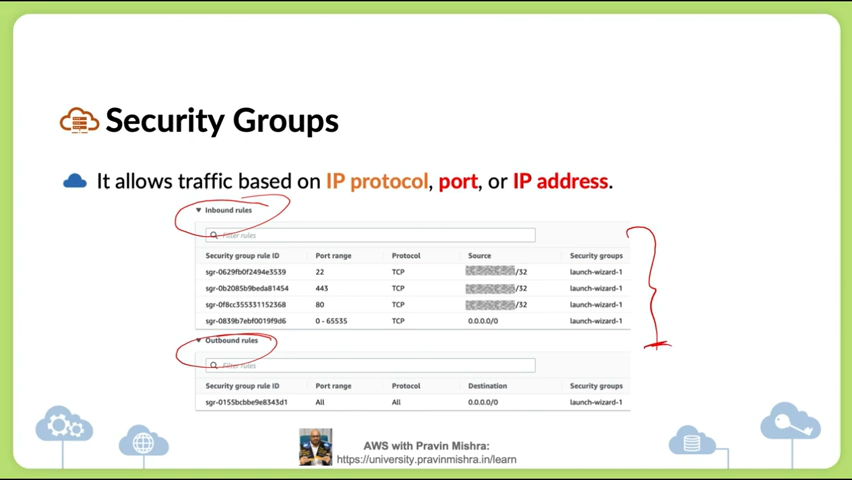 Security Groups
It allows traffic based on IP protocol, port, or IP address.
Inbound rules
Filter rules
Security group rule ID Port range Protocol Source Security groups
sgr-0629fb0f2494e3539 22 TCP /32 launch-wizard-1
sgr-0b2085b9beda81454 443 TCP /32 launch-wizard-1
sgr-0f8cc355331152368 80 TCP /32 launch-wizard-1
sgr-0839b7ebf0019f9d6 0 - 65535 TCP 0.0.0.0/0 launch-wizard-1
Outbound rules
Filter rules
Security group rule ID Port range Protocol Destination Security groups
sgr-0155bcbbe9e8343d1 All All 0.0.0.0/0 launch-wizard-1
AWS with Pravin Mishra:
https://university.pravinmishra.in/learn